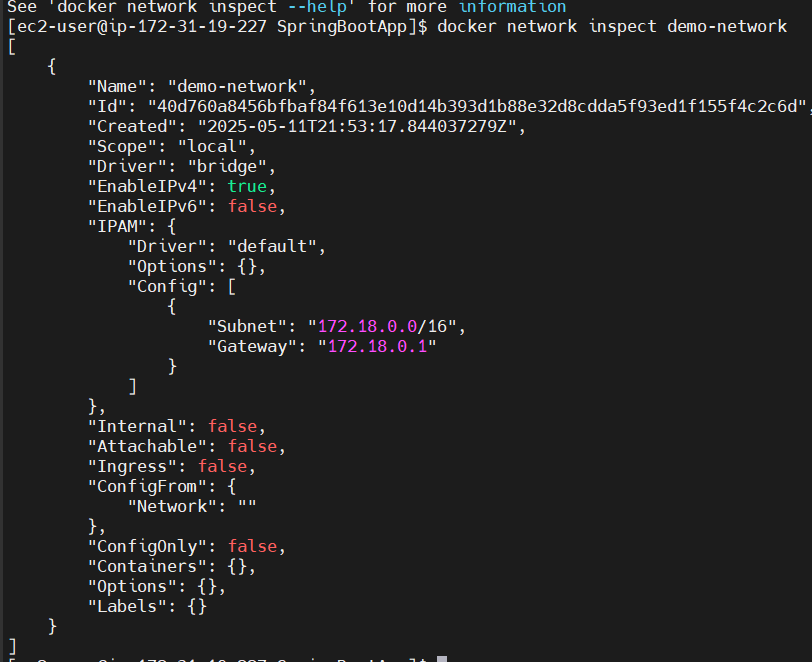 See 'docker network inspect --help' for more information
[ec2-user@ip-172-31-19-227 SpringBootApp]$ docker network inspect demo-network
[
    {
        "Name": "demo-network",
        "Id": "40d760a8456bfbaf84f613e10d14b393d1b88e32d8cdda5f93ed1f155f4c2c6d",
        "Created": "2025-05-11T21:53:17.844037279Z",
        "Scope": "local",
        "Driver": "bridge",
        "EnableIPv4": true,
        "EnableIPv6": false,
        "IPAM": {
            "Driver": "default",
            "Options": {},
            "Config": [
                {
                    "Subnet": "172.18.0.0/16",
                    "Gateway": "172.18.0.1"
                }
            ]
        },
        "Internal": false,
        "Attachable": false,
        "Ingress": false,
        "ConfigFrom": {
            "Network": ""
        },
        "ConfigOnly": false,
        "Containers": {},
        "Options": {},
        "Labels": {}
    }
]